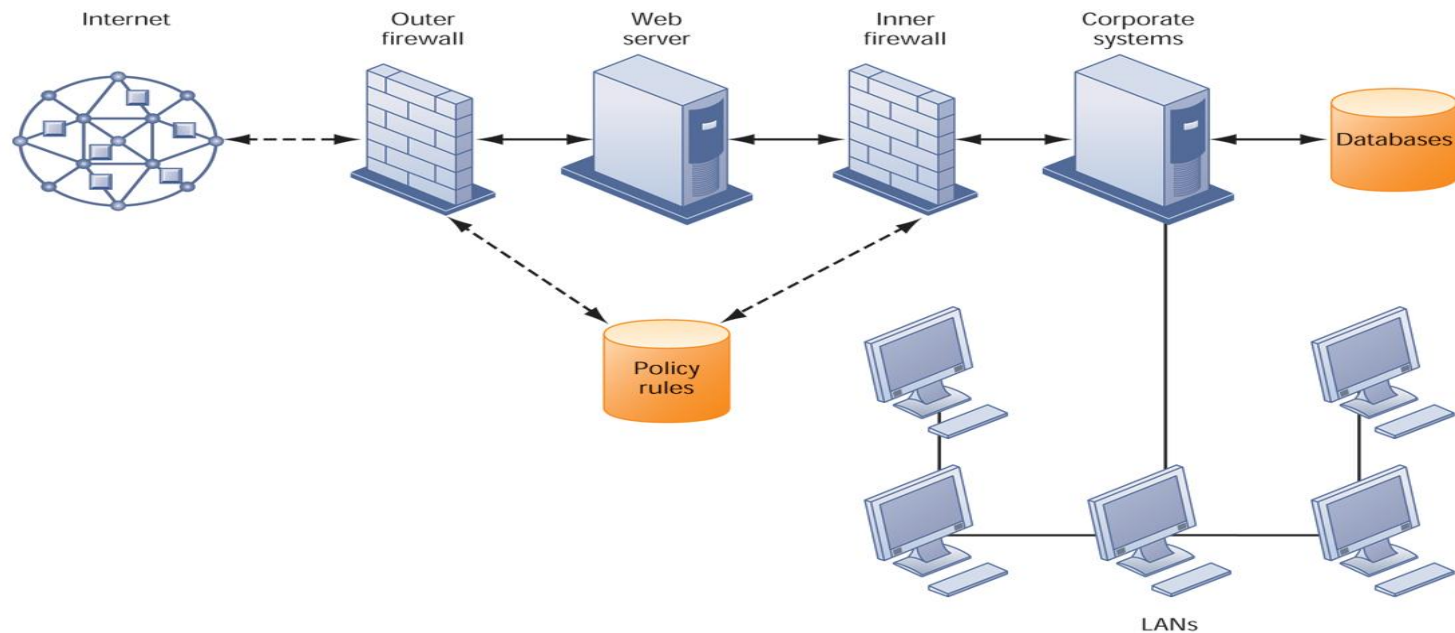 Internet
Outer
firewall
Web
server
Inner
firewall
Corporate
systems
Databases
Policy
rules
LANs